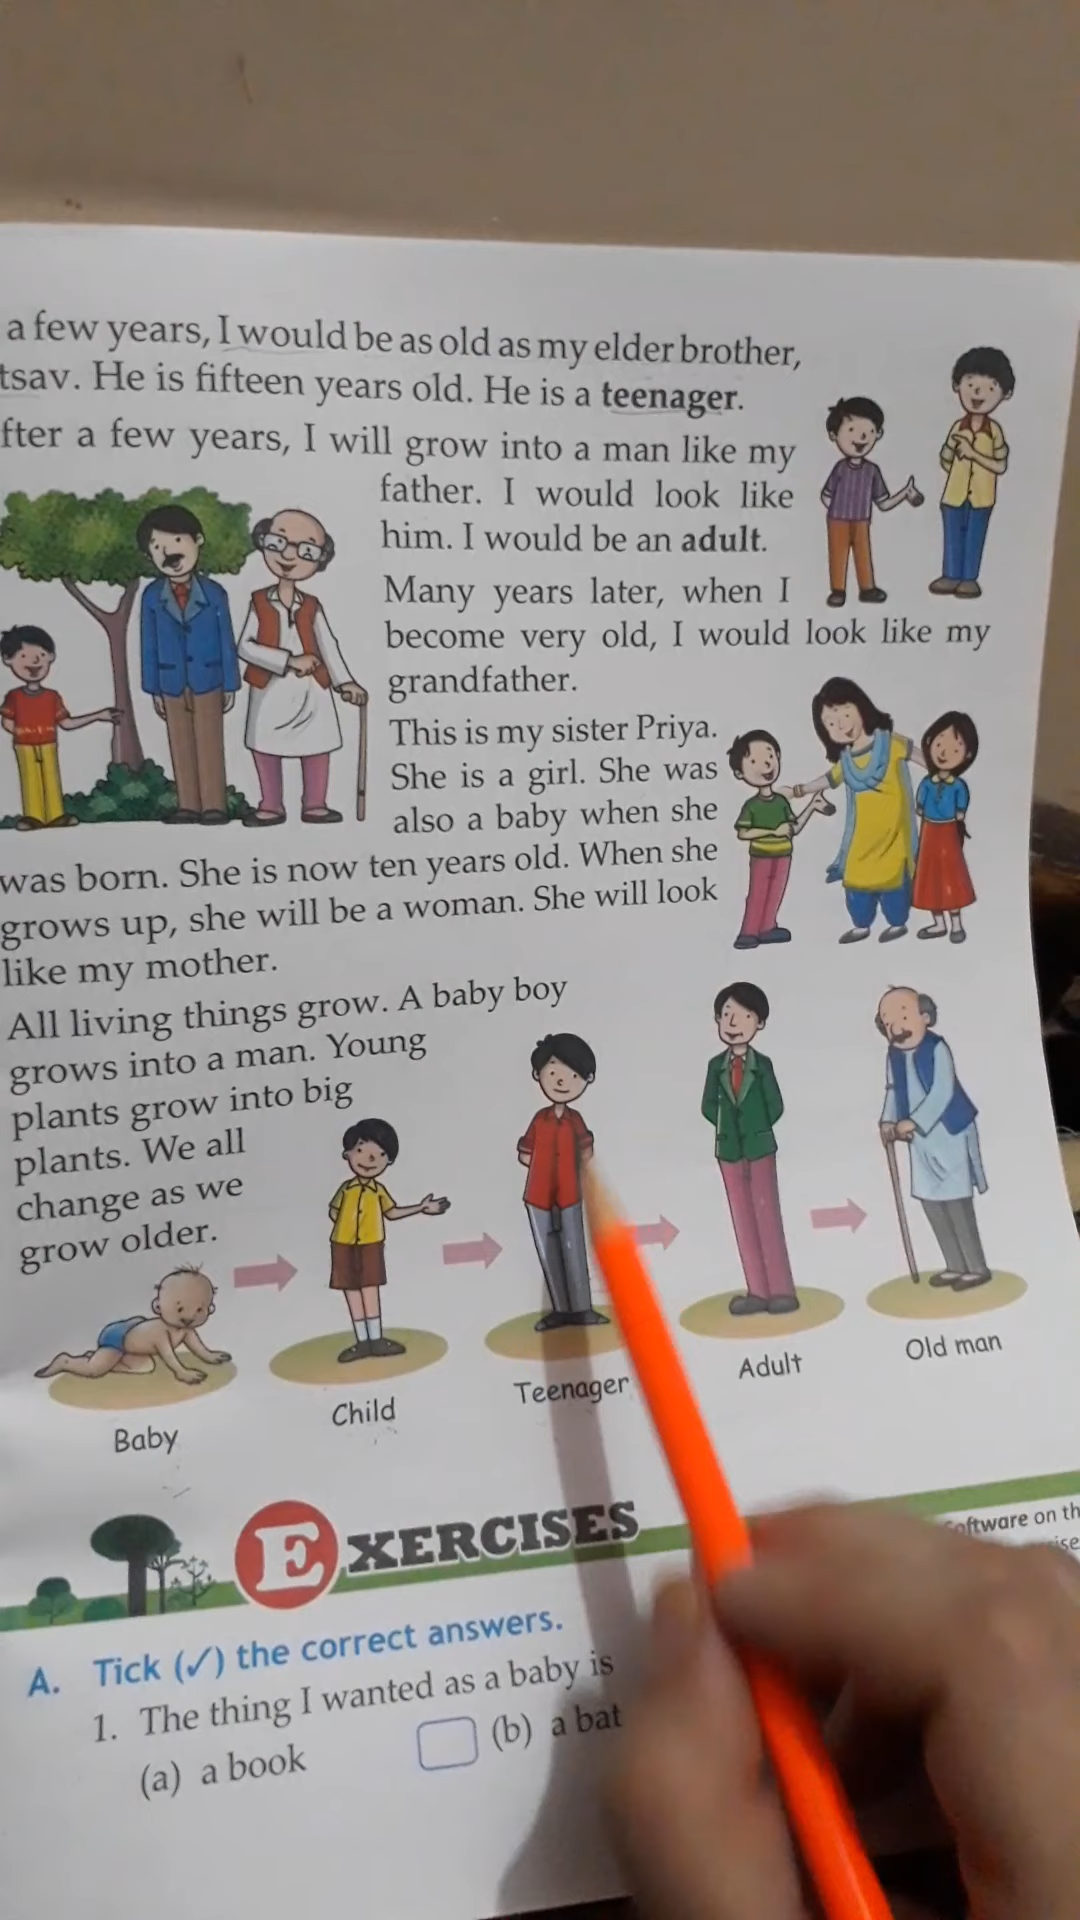 a few years, I would be as old as my elder brother,
tsav. He is fifteen years old. He is a teenager.
fter a few years, I will grow into a man like my
father. I would look like
him. I would be an adult.
Many years later, when I
become very old, I would look like my
grandfather.
This is my sister Priya.
She is a girl. She was
also a baby when she
was born. She is now ten years old. When she
grows up, she will be a woman. She will look
like my mother.
All living things grow. A baby boy
grows into a man. Young
plants grow into big
plants. We all
change as we
grow older.
Baby
Child
Teenager
Adult
Old man
EXERCISES
oftware on th
A. Tick (✓) the correct answers.
1. The thing I wanted as a baby is
(a) a book
(b) a bat